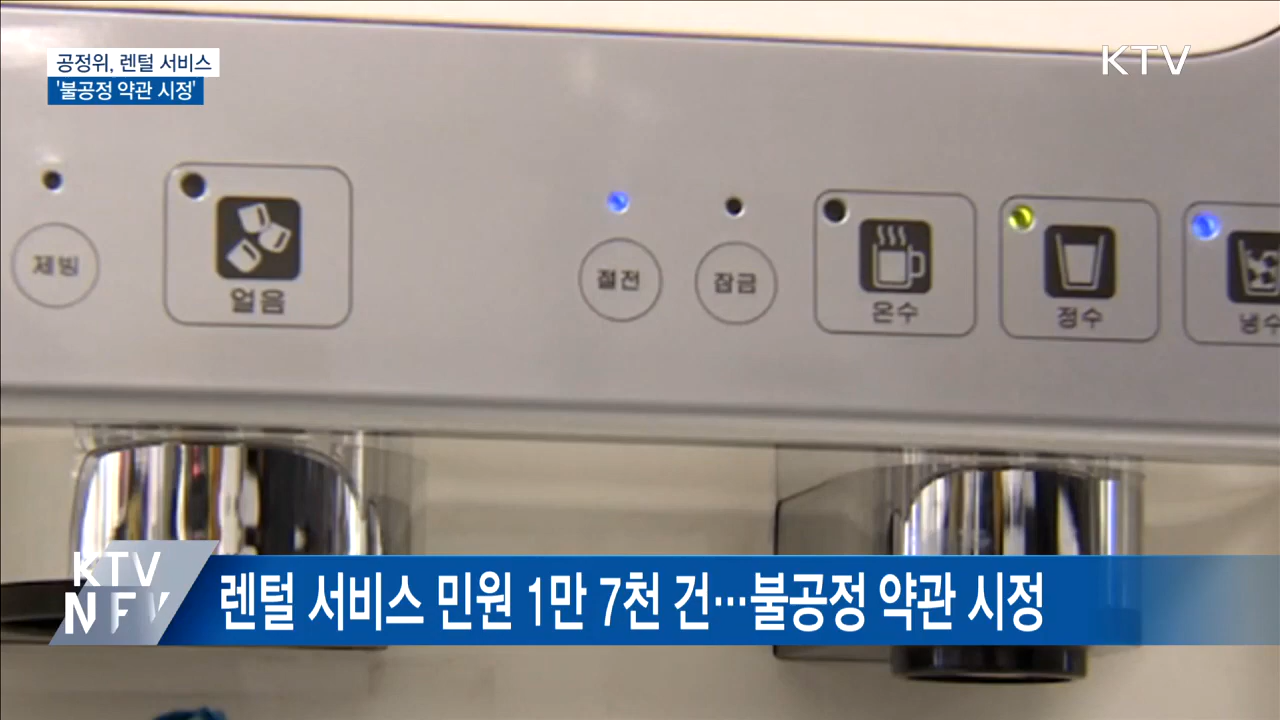 공정위, 렌털 서비스
'불공정 약관 시정'
KTV
제빙
얼음
절전
잠금
온수
정수
냉수
KTV
렌털 서비스 민원 1만 7천 건…불공정 약관 시정